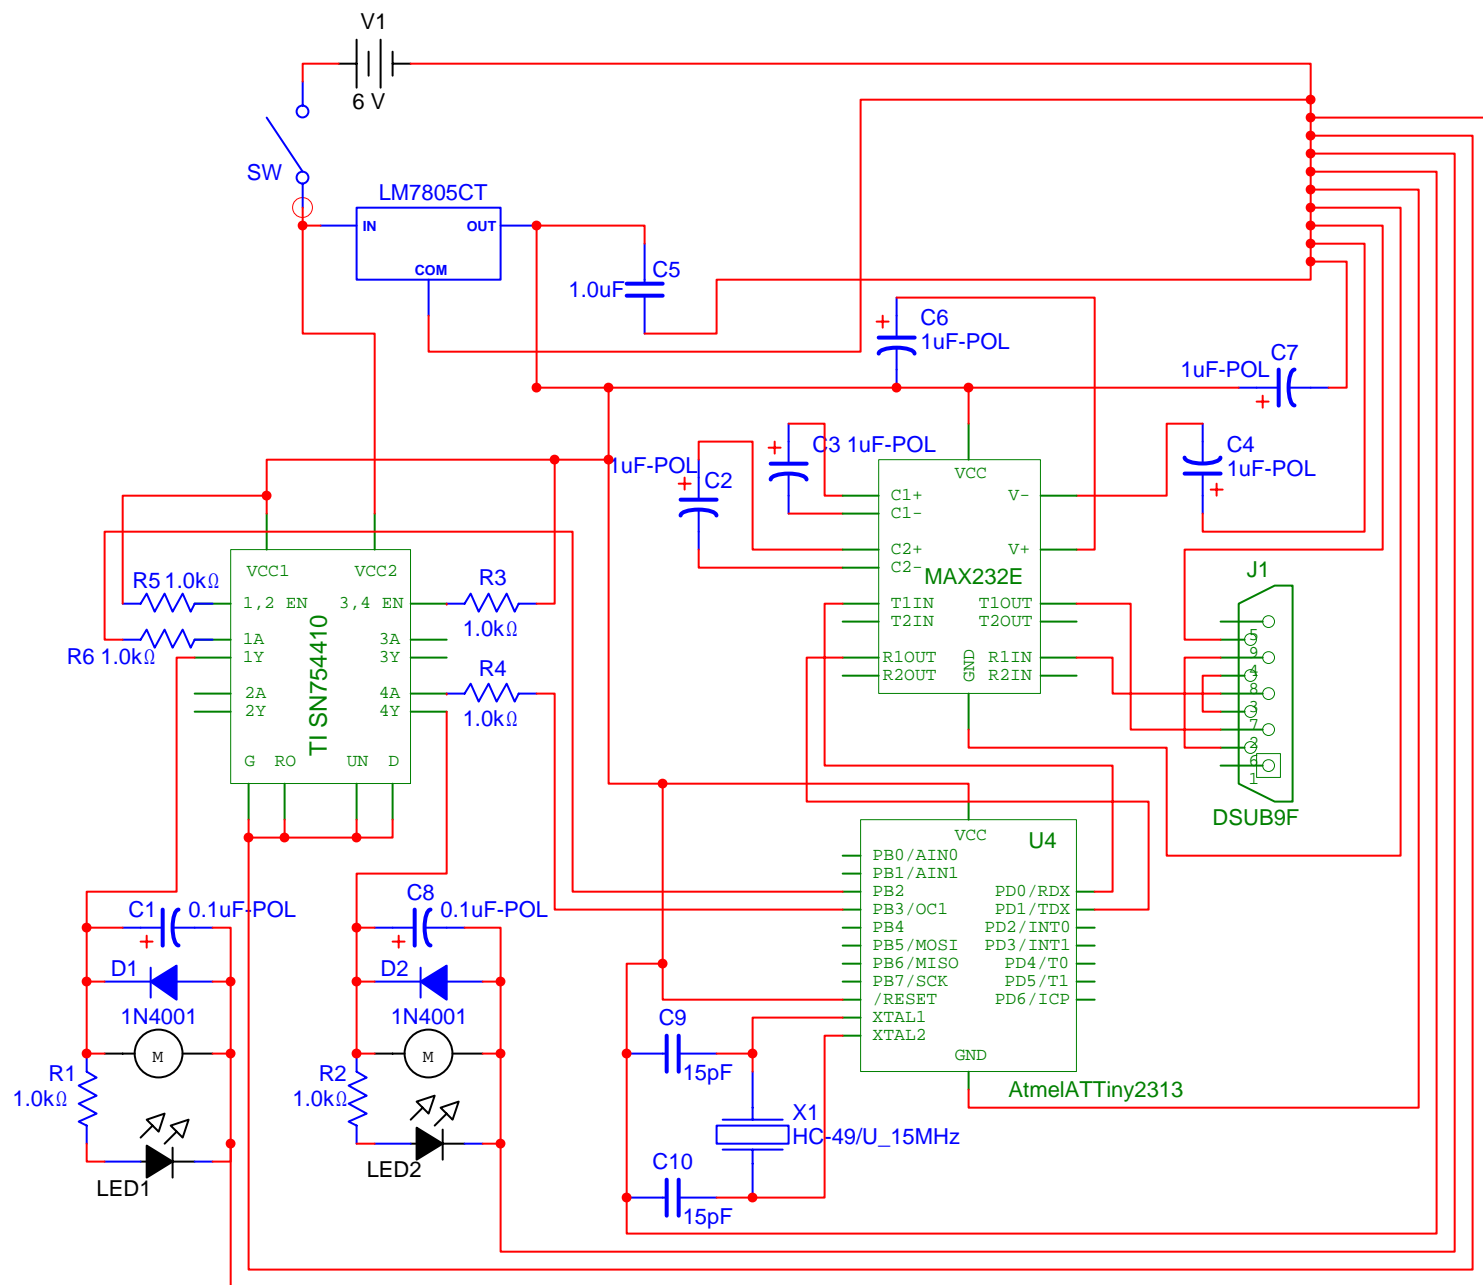 V1
6 V
SW
LM7805CT
IN
OUT
COM
C5
1.0uF
C6
1uF-POL
C7
1uF-POL
1uF-POL
C2
C3 1uF-POL
C4
1uF-POL
VCC
C1+
C1-
C2+
C2-
V-
V+
MAX232E
T1IN
T2IN
T1OUT
T2OUT
R1OUT
R2OUT
GND
R1IN
R2IN
J1
5
9
4
8
3
7
2
6
1
DSUB9F
VCC1
VCC2
R5 1.0kΩ
1,2 EN
3,4 EN
R3
1.0kΩ
R6 1.0kΩ
1A
1Y
3A
3Y
2A
2Y
4A
4Y
R4
1.0kΩ
TI SN754410
G RO UN D
VCC
U4
PB0/AIN0
PB1/AIN1
PB2
PB3/OC1
PB4
PB5/MOSI
PB6/MISO
PB7/SCK
/RESET
XTAL1
XTAL2
PD0/RDX
PD1/TDX
PD2/INT0
PD3/INT1
PD4/T0
PD5/T1
PD6/ICP
GND
AtmelATTiny2313
C1 0.1uF-POL
D1
1N4001
M
R1
1.0kΩ
LED1
C8
0.1uF-POL
D2
1N4001
M
R2
1.0kΩ
LED2
C9
15pF
X1
HC-49/U_15MHz
C10
15pF